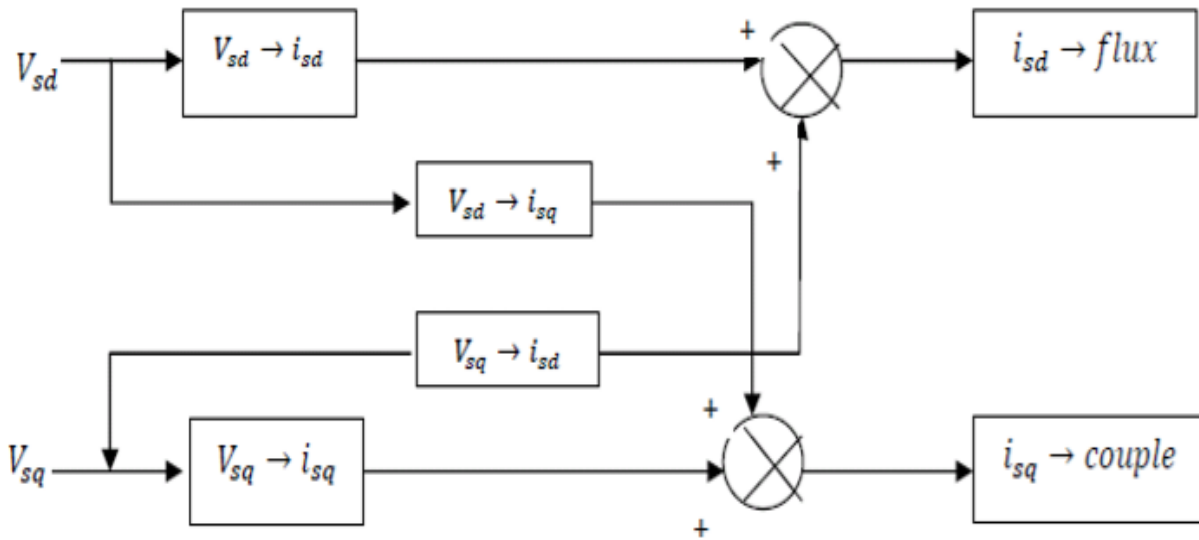 V_sd
V_sd → i_sd
+
i_sd → flux
+
V_sd → i_sq
V_sq → i_sd
+
V_sq
V_sq → i_sq
i_sq → couple
+